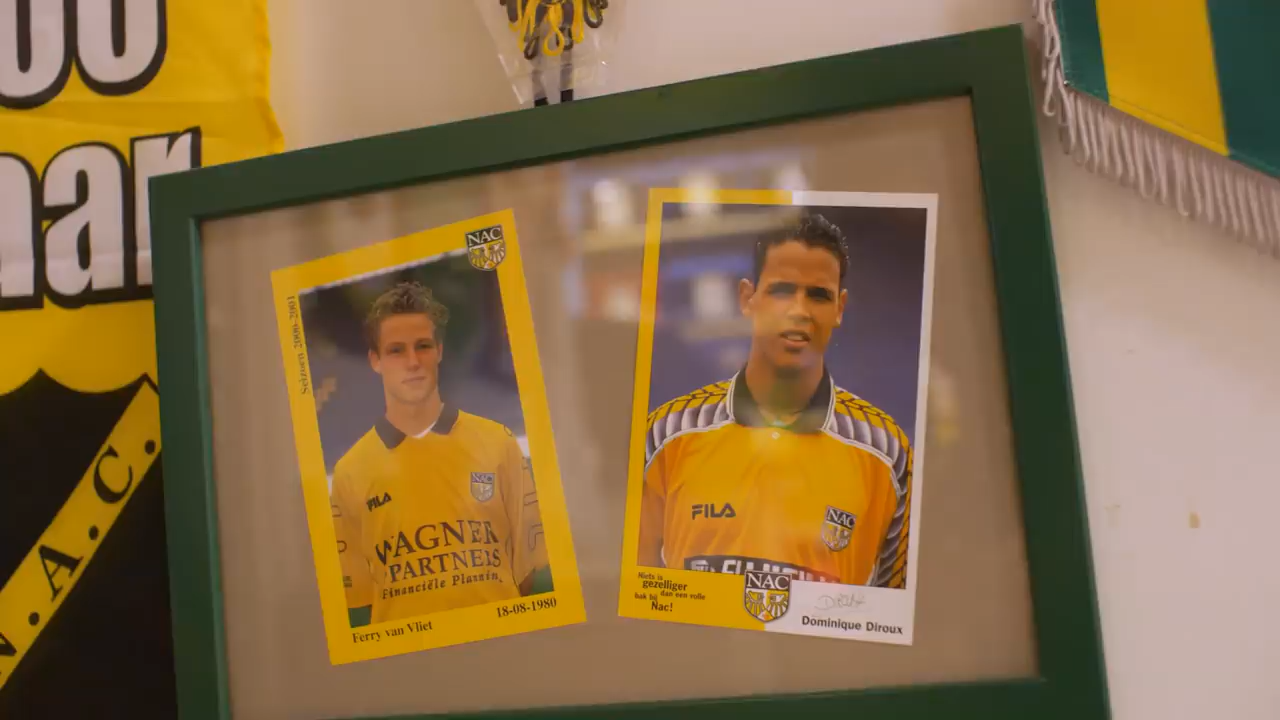 00
aar
N.A.C.
NAC
Seizoen 2000-2001
NAC
FILA
WAGNER
PARTNERS
Financiële Plannin
18-08-1980
Ferry van Vliet
FILA
NAC
Niets is
gezelliger
dan een volle
bak bij
Nac!
NAC
Dominique Diroux